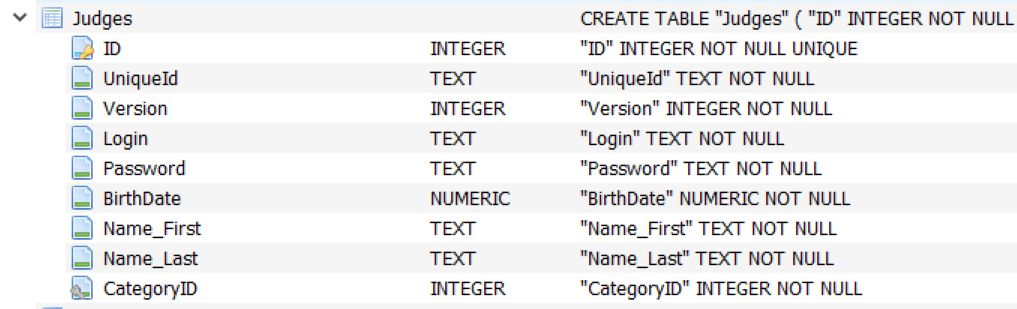 Judges CREATE TABLE "Judges" ( "ID" INTEGER NOT NULL
ID INTEGER "ID" INTEGER NOT NULL UNIQUE
UniqueId TEXT "UniqueId" TEXT NOT NULL
Version INTEGER "Version" INTEGER NOT NULL
Login TEXT "Login" TEXT NOT NULL
Password TEXT "Password" TEXT NOT NULL
BirthDate NUMERIC "BirthDate" NUMERIC NOT NULL
Name_First TEXT "Name_First" TEXT NOT NULL
Name_Last TEXT "Name_Last" TEXT NOT NULL
CategoryID INTEGER "CategoryID" INTEGER NOT NULL